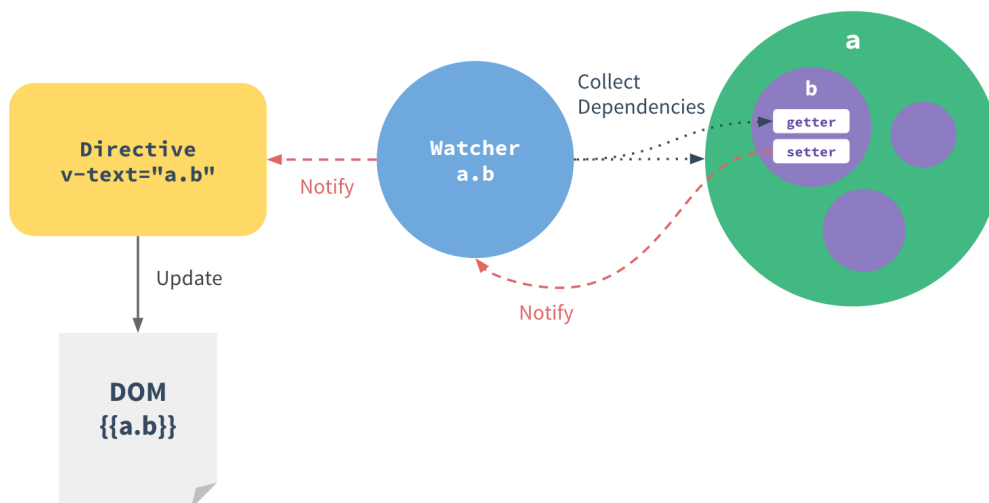 Directive
v-text="a.b"
Notify
Update
DOM
{{a.b}}
Watcher
a.b
Notify
Collect
Dependencies
a
b
getter
setter